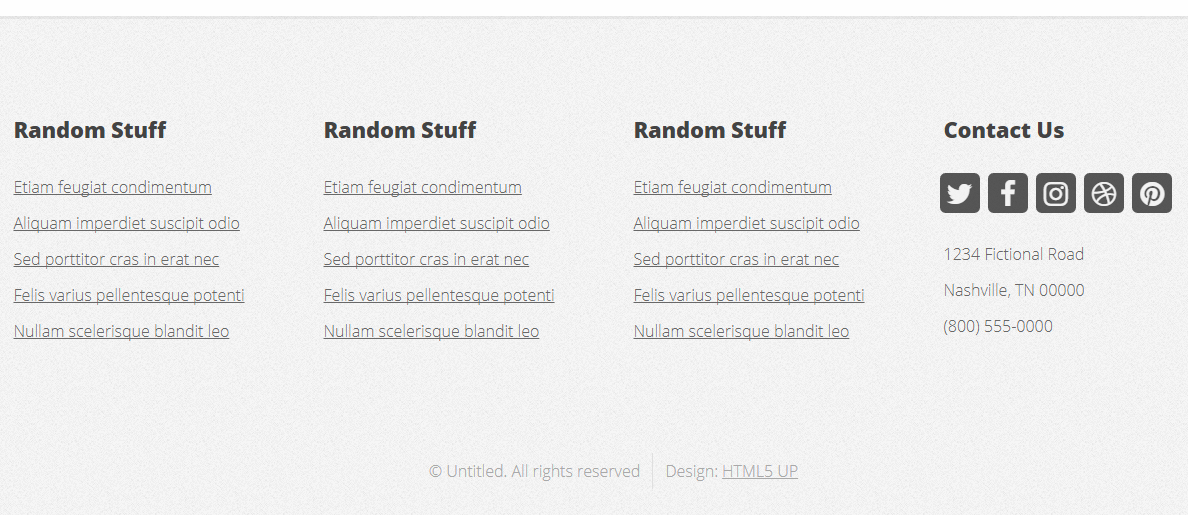 Random Stuff
Etiam feugiat condimentum
Aliquam imperdiet suscipit odio
Sed porttitor cras in erat nec
Felis varius pellentesque potenti
Nullam scelerisque blandit leo
Random Stuff
Etiam feugiat condimentum
Aliquam imperdiet suscipit odio
Sed porttitor cras in erat nec
Felis varius pellentesque potenti
Nullam scelerisque blandit leo
Random Stuff
Etiam feugiat condimentum
Aliquam imperdiet suscipit odio
Sed porttitor cras in erat nec
Felis varius pellentesque potenti
Nullam scelerisque blandit leo
Contact Us
1234 Fictional Road
Nashville, TN 00000
(800) 555-0000
© Untitled. All rights reserved
Design: HTML5 UP